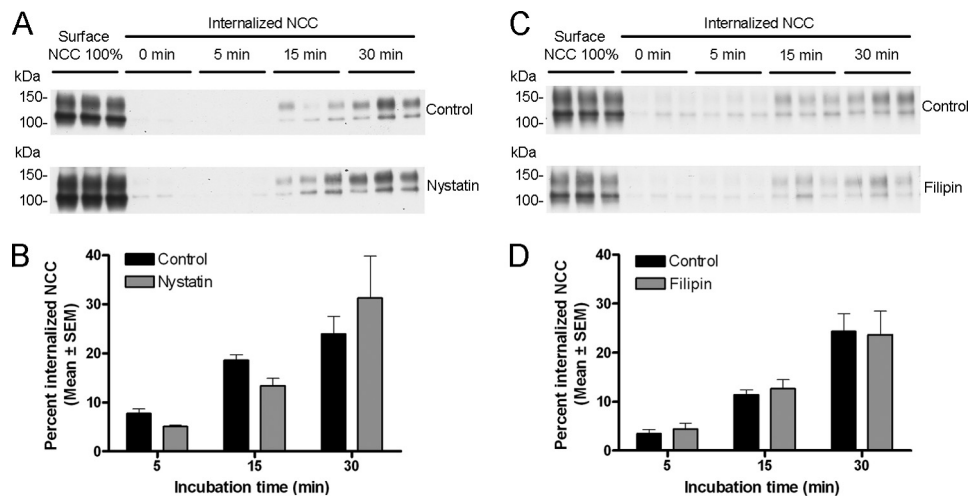 A
Internalized NCC
Surface
NCC 100%
0 min
5 min
15 min
30 min
kDa
150-
100-
Control
kDa
150-
100-
Nystatin
B
Percent internalized NCC
(Mean ± SEM)
40
30
20
10
0
Control
Nystatin
5
15
30
Incubation time (min)
C
Internalized NCC
Surface
NCC 100%
0 min
5 min
15 min
30 min
kDa
150-
100-
Control
kDa
150-
100-
Filipin
D
Percent internalized NCC
(Mean ± SEM)
40
30
20
10
0
Control
Filipin
5
15
30
Incubation time (min)